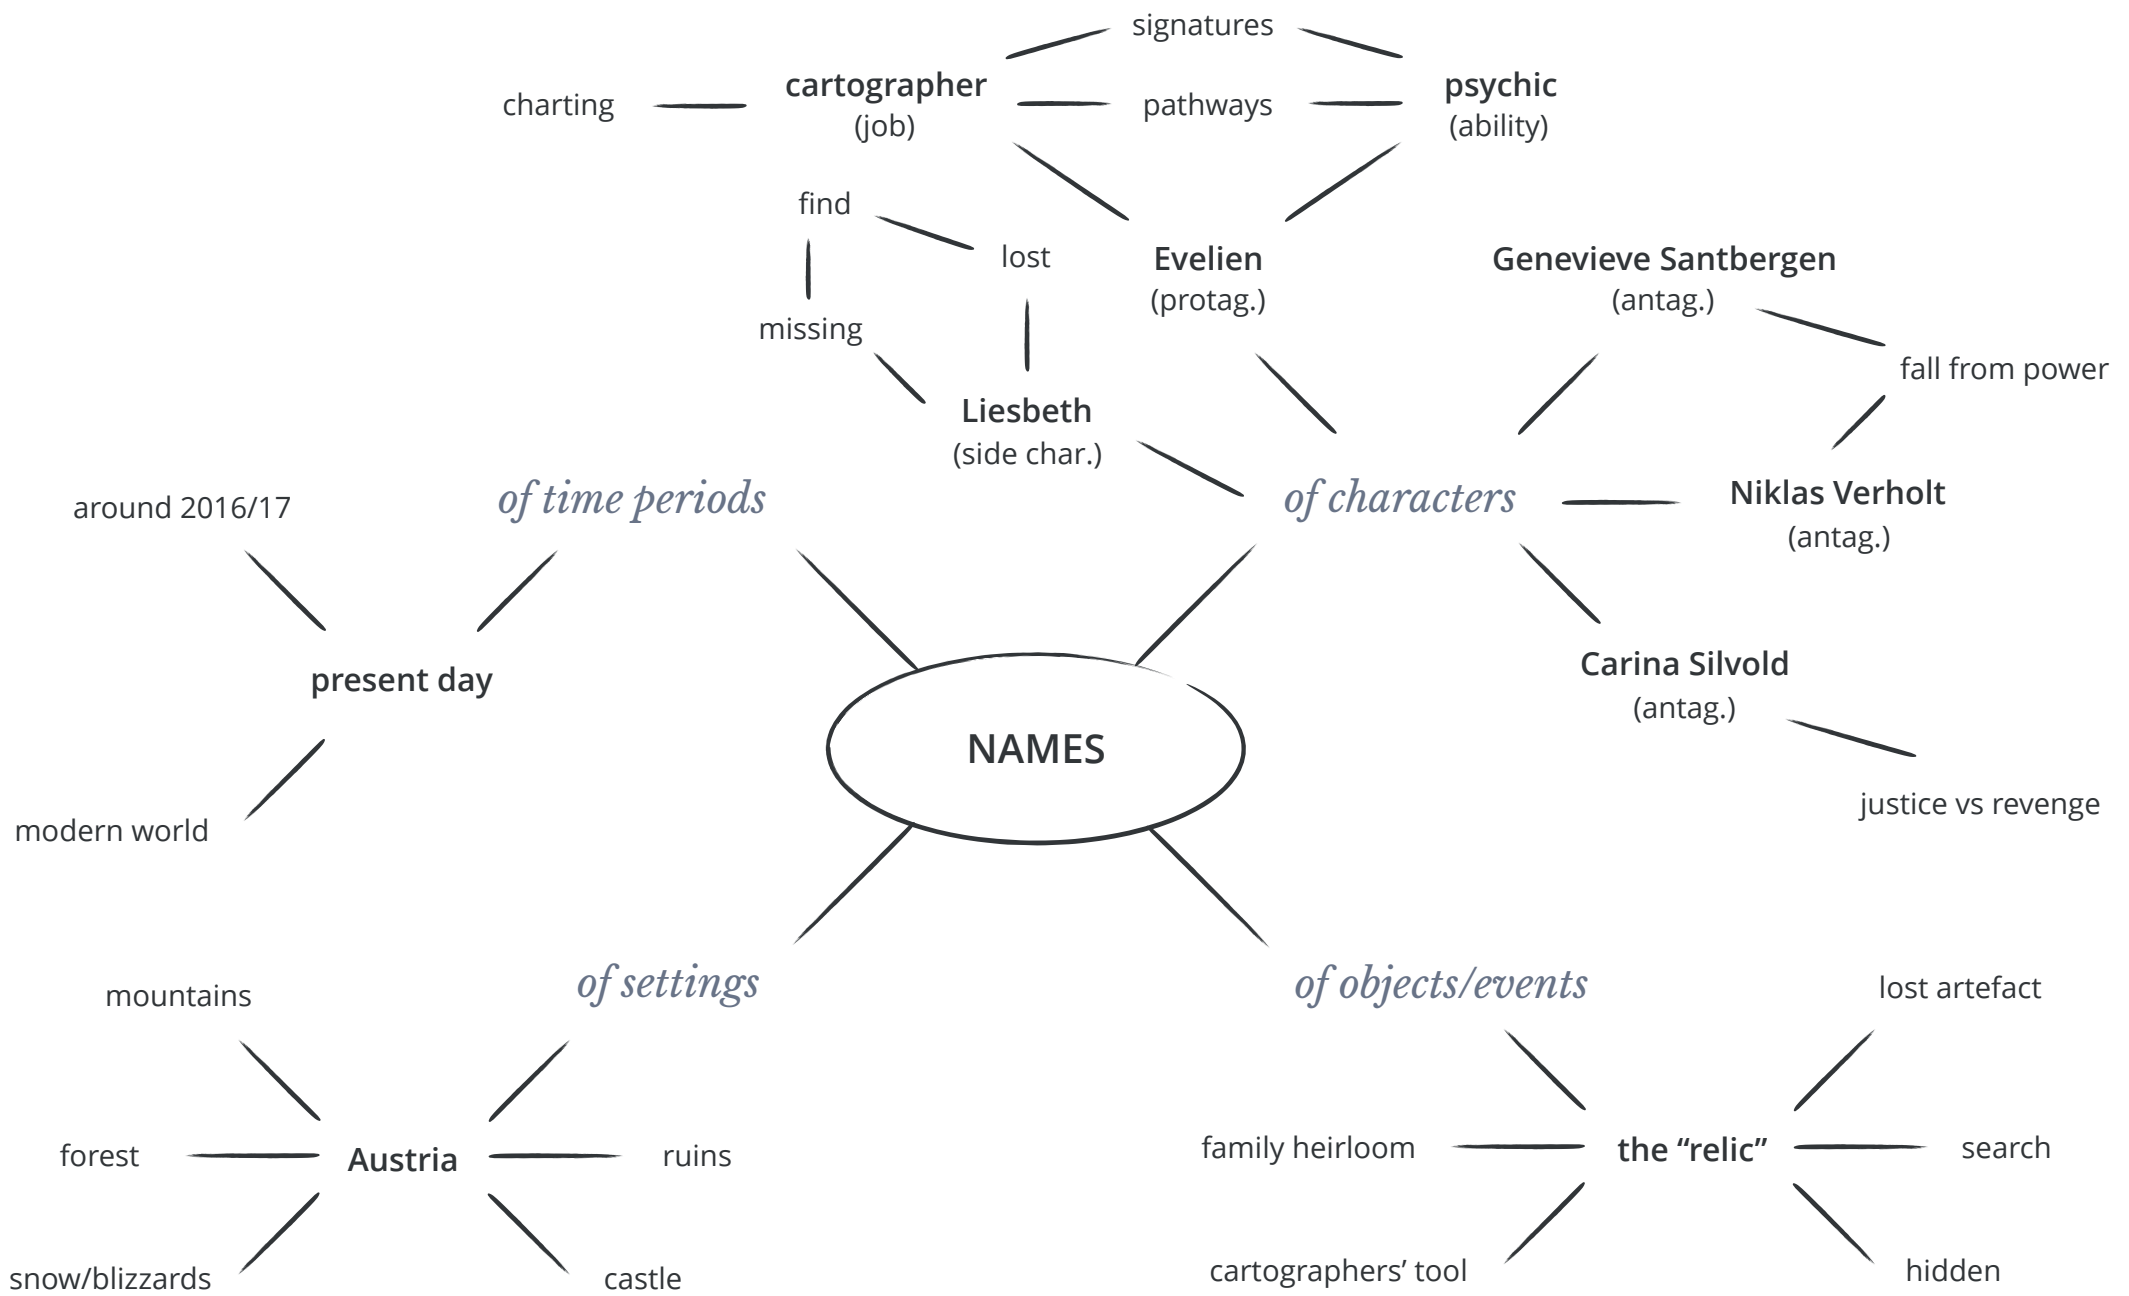 signatures
cartographer
(job)
psychic
(ability)
charting
pathways
find
lost
Evelien
(protag.)
Genevieve Santbergen
(antag.)
missing
fall from power
Liesbeth
(side char.)
around 2016/17
of time periods
of characters
Niklas Verholt
(antag.)
present day
Carina Silvold
(antag.)
NAMES
modern world
justice vs revenge
of settings
of objects/events
mountains
lost artefact
forest
Austria
ruins
family heirloom
the “relic”
search
snow/blizzards
castle
cartographers’ tool
hidden